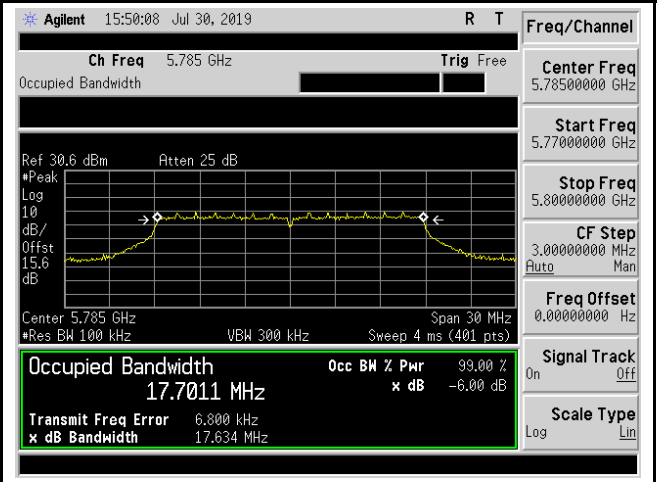 Agilent 15:50:08 Jul 30, 2019 R T
Ch Freq 5.785 GHz Trig Free
Occupied Bandwidth
Ref 30.6 dBm Atten 25 dB
#Peak
Log
10
dB/
Offst
15.6
dB
Center 5.785 GHz Span 30 MHz
#Res BW 100 kHz VBW 300 kHz Sweep 4 ms (401 pts)
Occupied Bandwidth Occ BW % Pwr 99.00 %
17.7011 MHz x dB -6.00 dB
Transmit Freq Error 6.800 kHz
x dB Bandwidth 17.634 MHz
Freq/Channel
Center Freq
5.78500000 GHz
Start Freq
5.77000000 GHz
Stop Freq
5.80000000 GHz
CF Step
3.00000000 MHz
Auto Man
Freq Offset
0.00000000 Hz
Signal Track
On Off
Scale Type
Log Lin